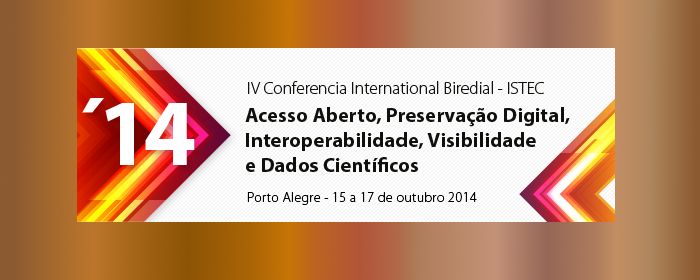 ´14
IV Conferencia International Biredial - ISTEC
Acesso Aberto, Preservação Digital,
Interoperabilidade, Visibilidade
e Dados Científicos
Porto Alegre - 15 a 17 de outubro 2014